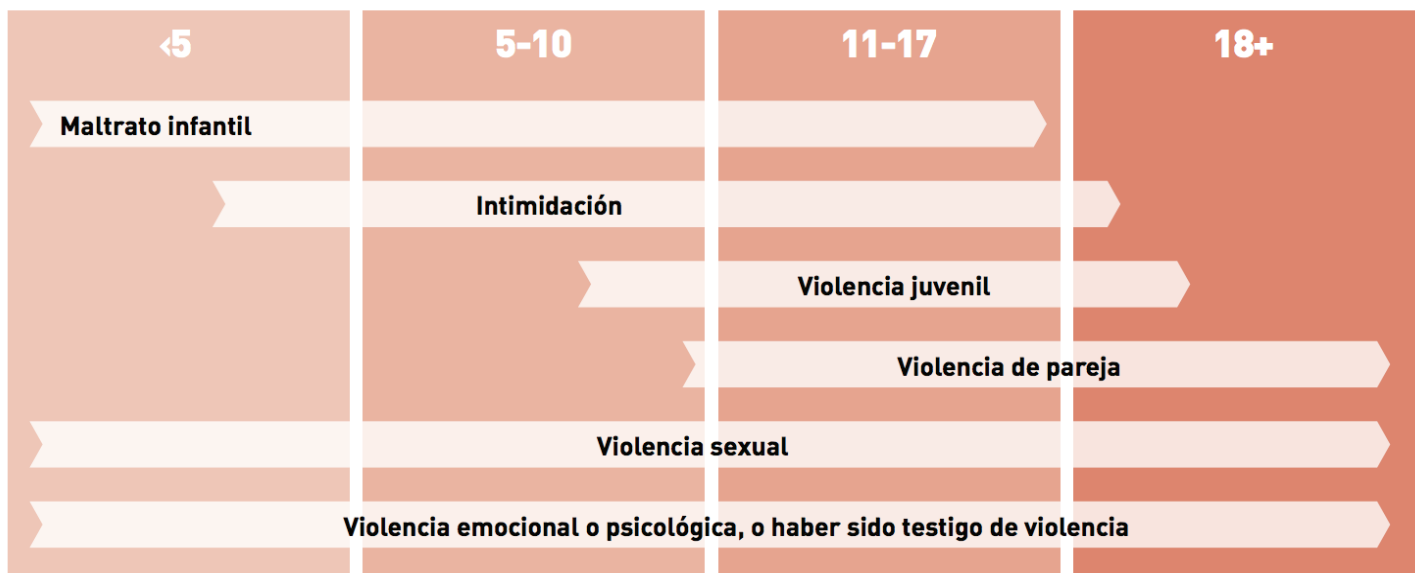 <5 5-10 11-17 18+
Maltrato infantil
Intimidación
Violencia juvenil
Violencia de pareja
Violencia sexual
Violencia emocional o psicológica, o haber sido testigo de violencia